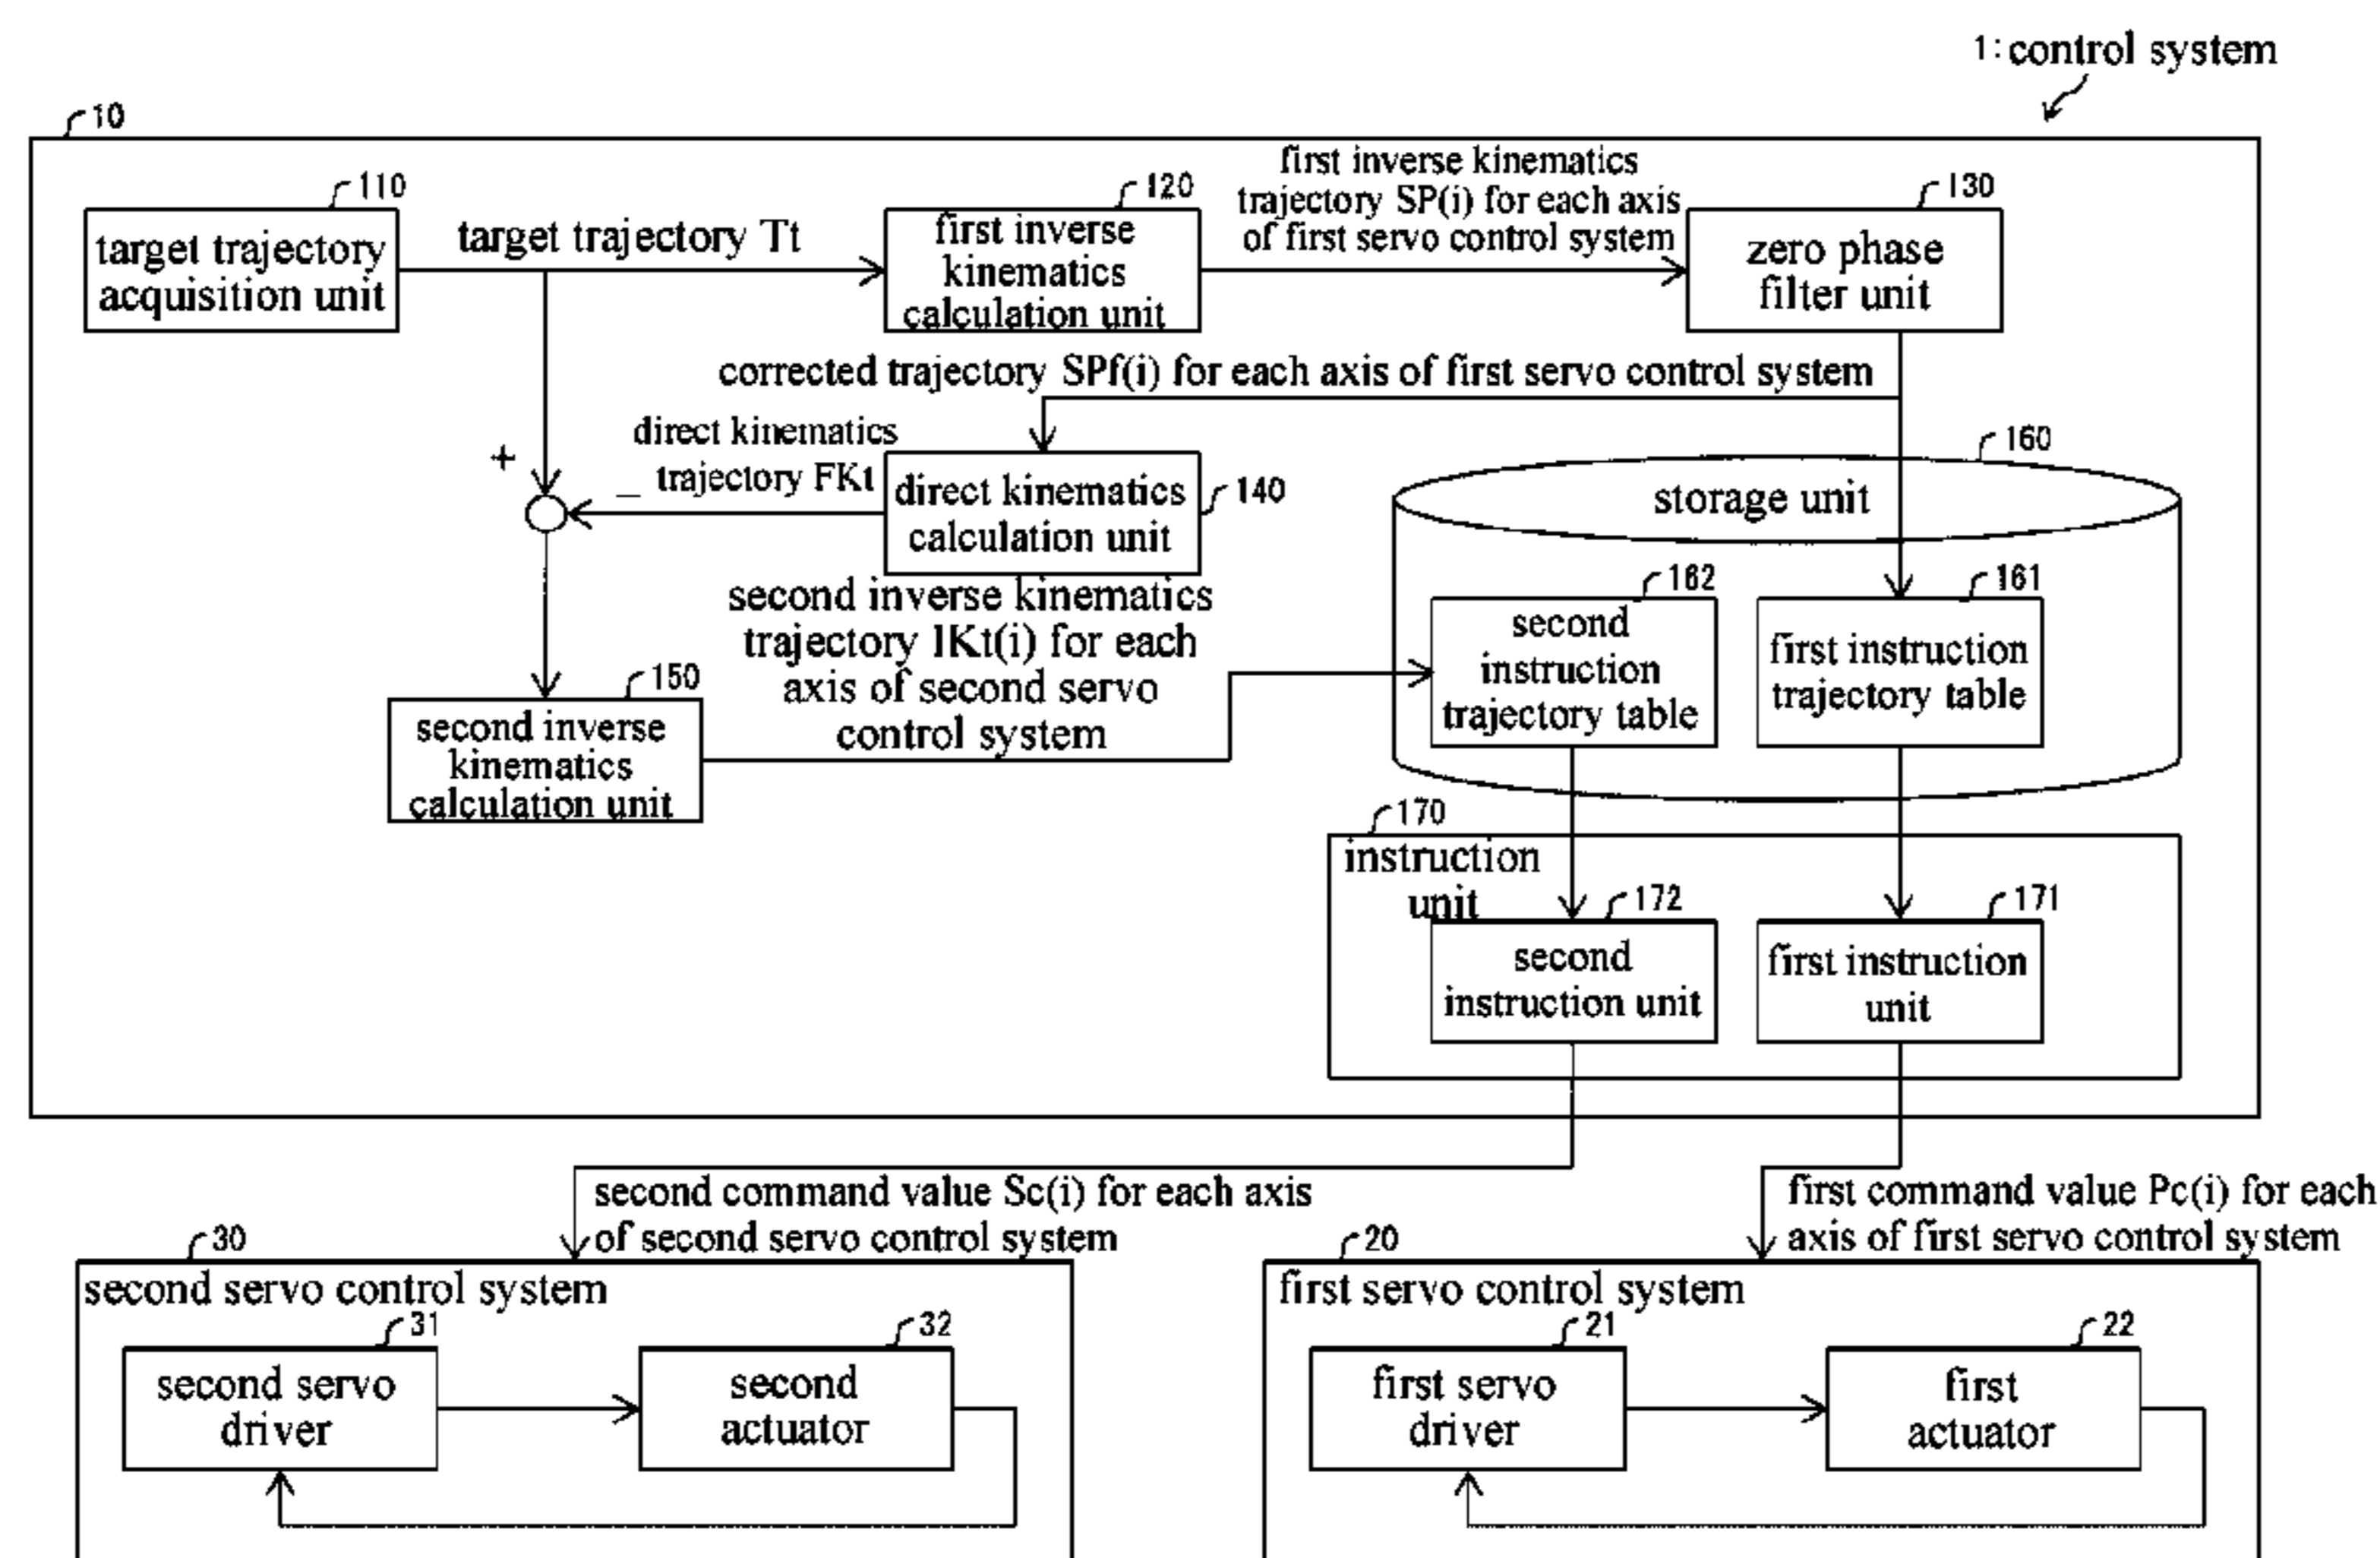 1: control system
10
110
target trajectory
acquisition unit
target trajectory Tt
120
first inverse
kinematics
calculation unit
first inverse kinematics
trajectory SP(i) for each axis
of first servo control system
130
zero phase
filter unit
corrected trajectory SPf(i) for each axis of first servo control system
+
direct kinematics
_ trajectory FKt
direct kinematics
calculation unit
140
160
storage unit
second inverse kinematics
trajectory IKt(i) for each
axis of second servo
control system
150
second inverse
kinematics
calculation unit
162
second
instruction
trajectory table
161
first instruction
trajectory table
170
instruction
unit
172
second
instruction unit
171
first instruction
unit
second command value Sc(i) for each axis
of second servo control system
first command value Pc(i) for each
axis of first servo control system
30
second servo control system
31
second servo
driver
32
second
actuator
20
first servo control system
21
first servo
driver
22
first
actuator